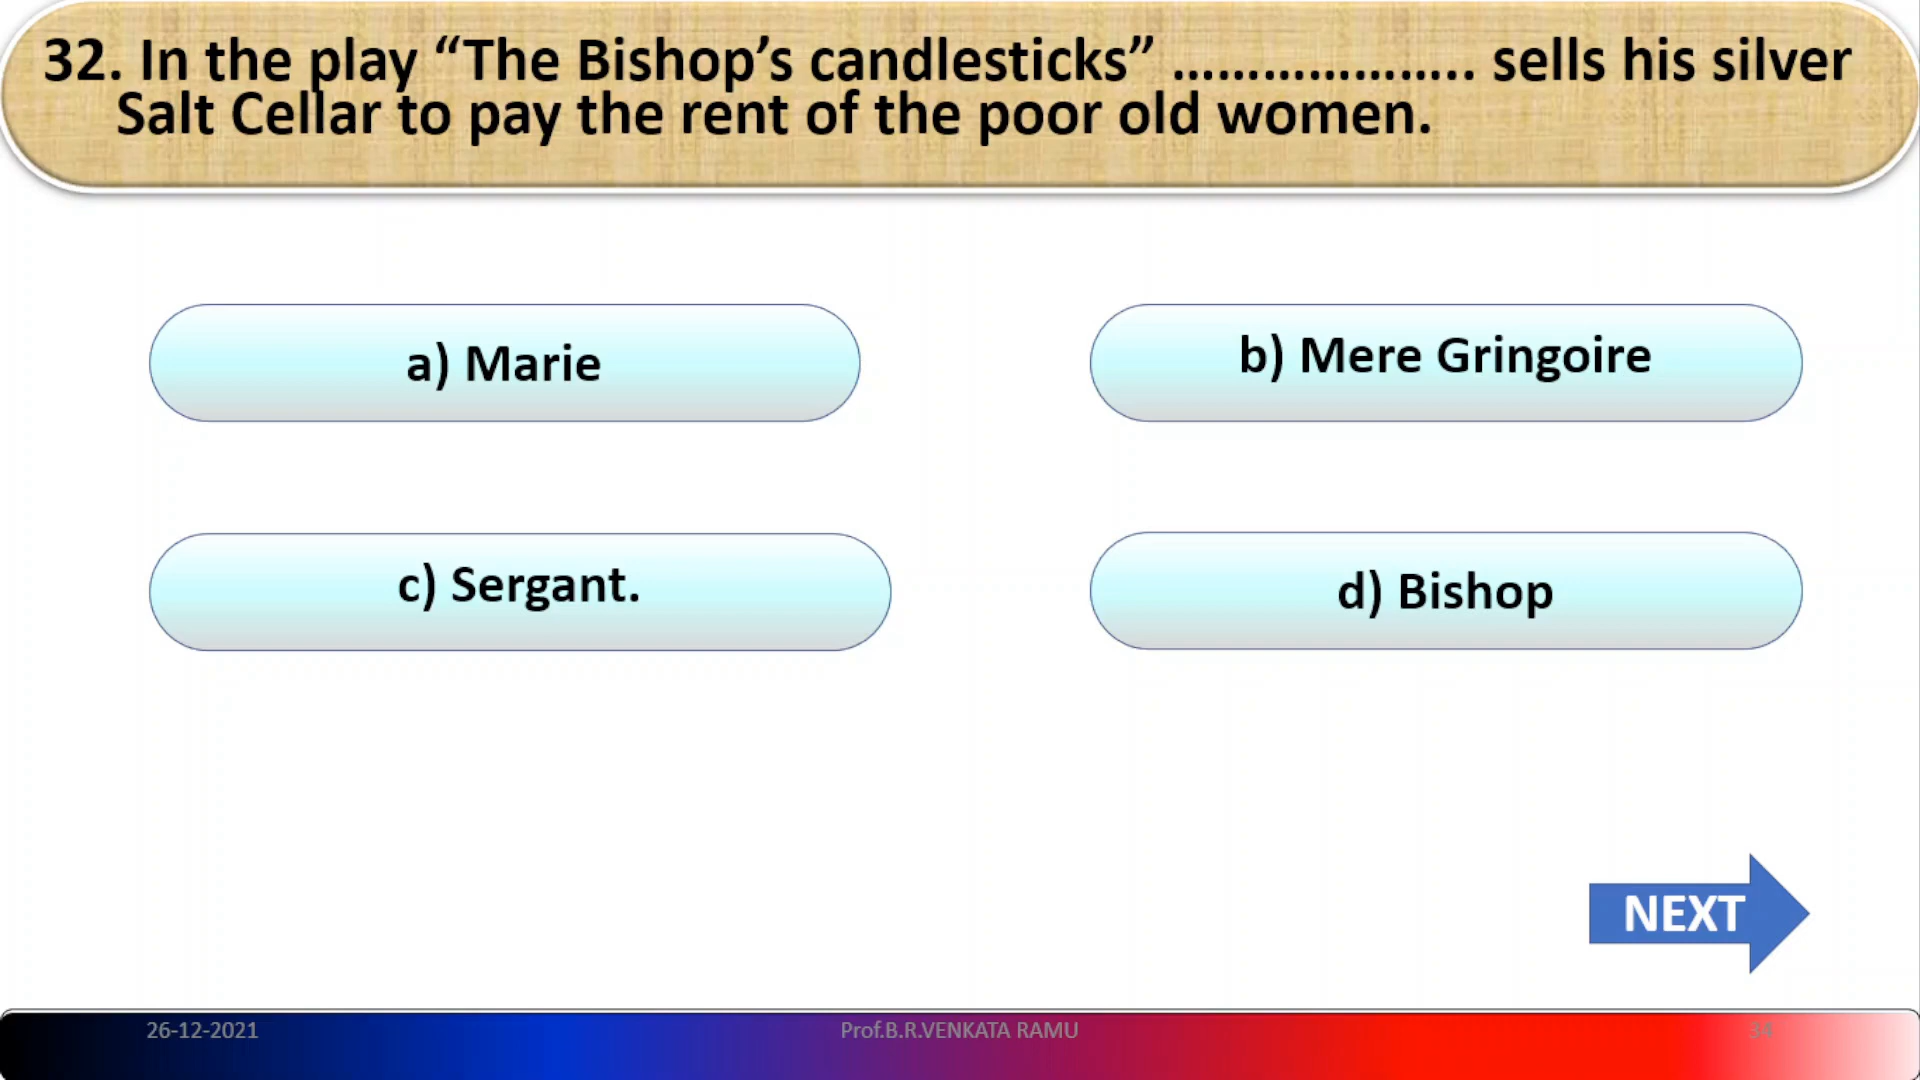 32. In the play “The Bishop’s candlesticks” ……………….. sells his silver
Salt Cellar to pay the rent of the poor old women.
a) Marie
b) Mere Gringoire
c) Sergant.
d) Bishop
NEXT
26-12-2021
Prof.B.R.VENKATA RAMU
34